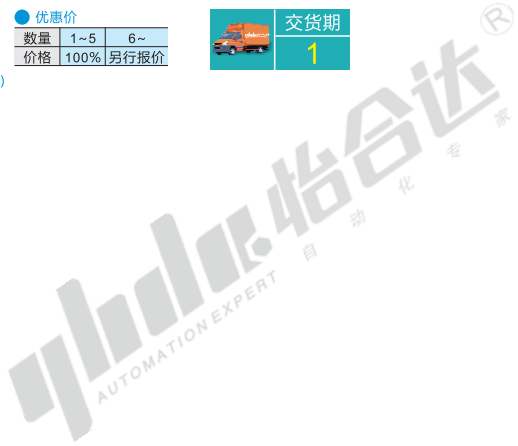 优惠价
数量 1~5 6~
价格 100% 另行报价
交货期
1
)
怡合达®
自动化专家
yhdfa
AUTOMATION EXPERT